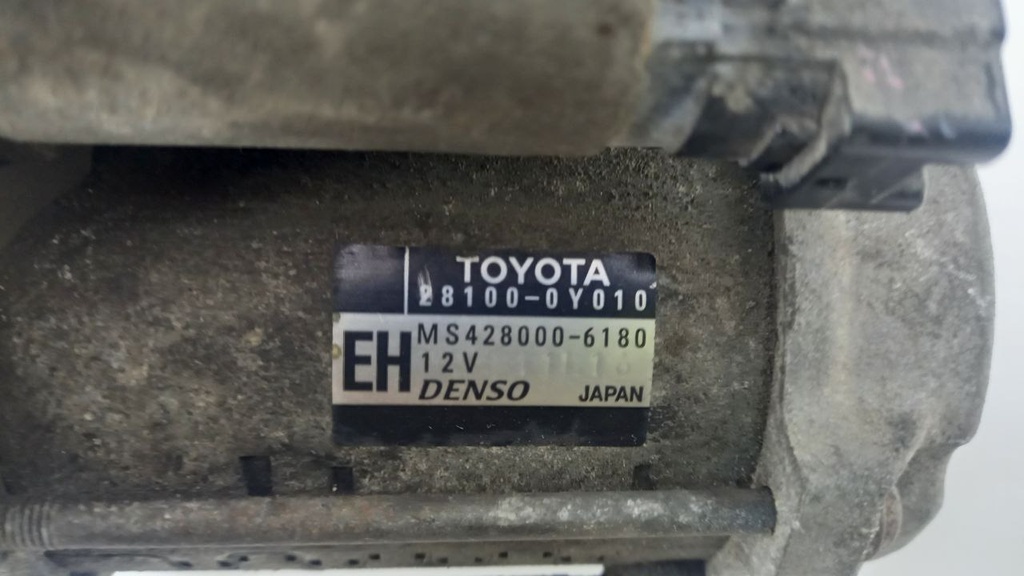 TOYOTA
28100-0Y010
EH
MS428000-6180
12V
DENSO JAPAN